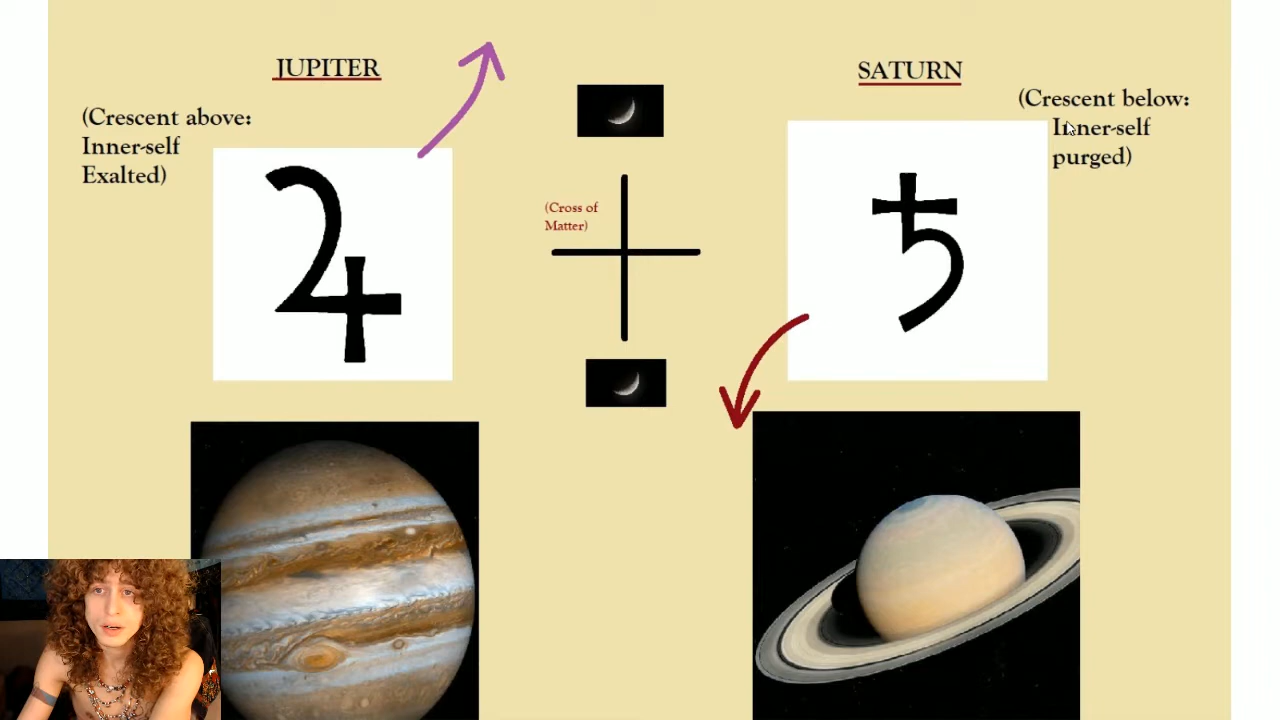 JUPITER
(Crescent above:
Inner-self
Exalted)
(Cross of
Matter)
SATURN
(Crescent below:
Inner-self
purged)